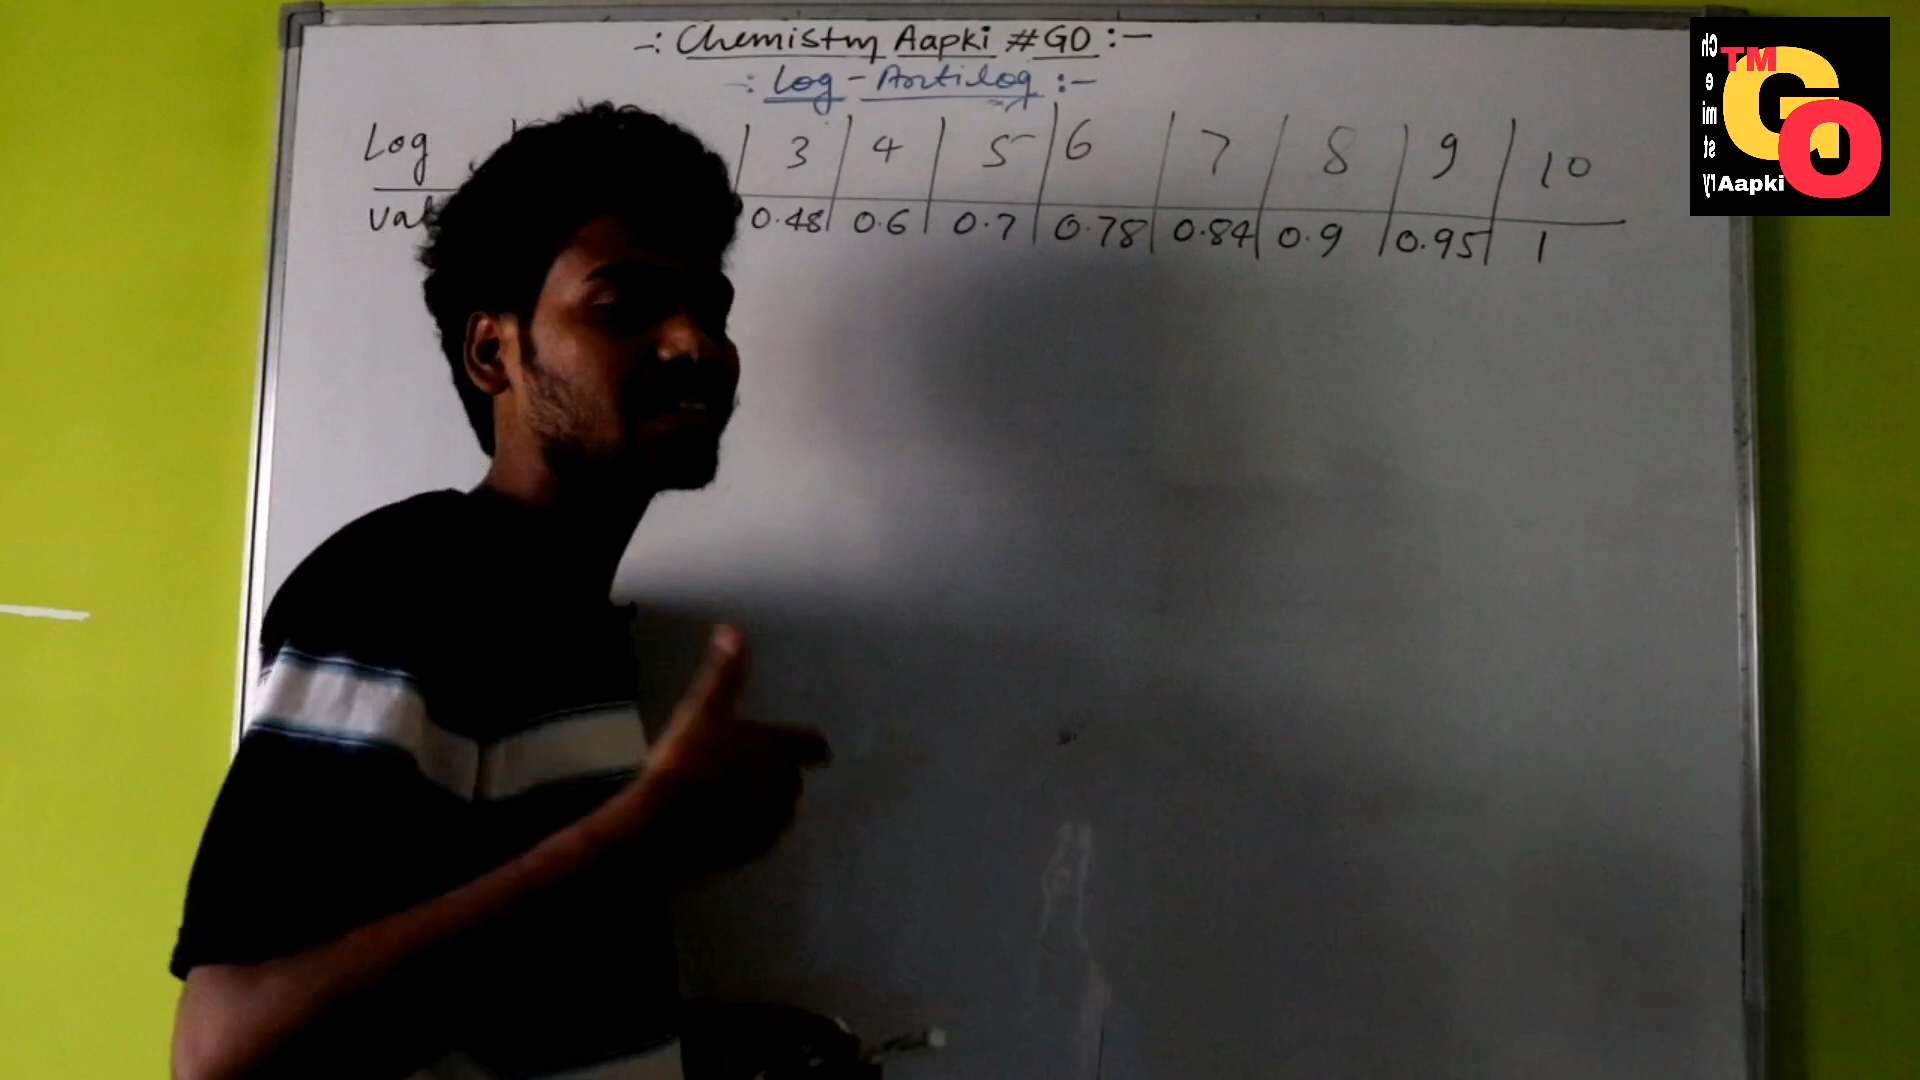 -: Chemistry Aapki #GO :-
-: Log - Antilog :-
Log 3 4 5 6 7 8 9 10
0.48 0.6 0.7 0.78 0.84 0.9 0.95 1
Chemistry
TM
GO
Aapki